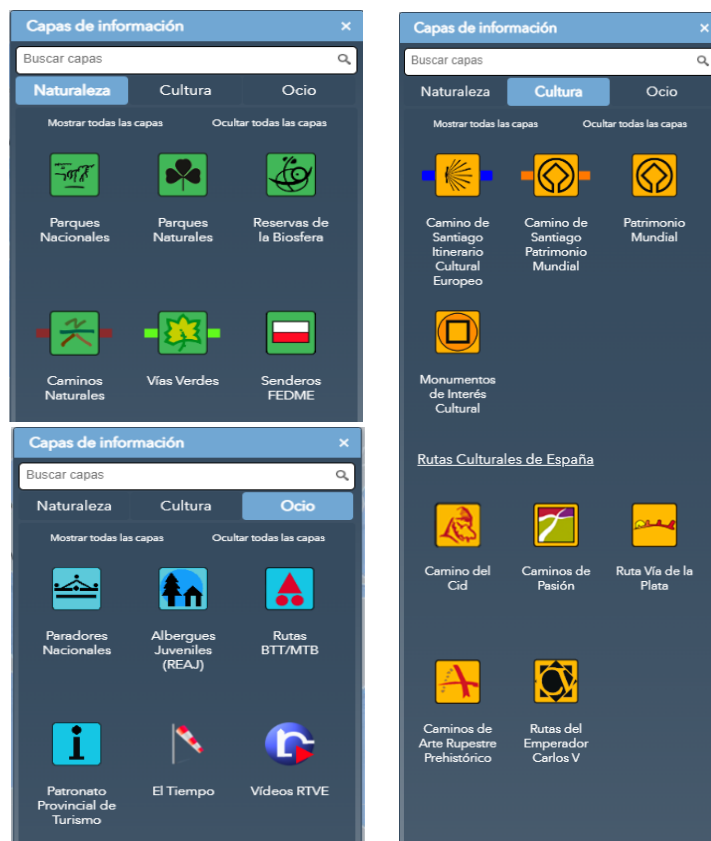 Capas de información
Buscar capas
Naturaleza Cultura Ocio
Mostrar todas las capas Ocultar todas las capas
Parques Nacionales
Parques Naturales
Reservas de la Biosfera
Caminos Naturales
Vías Verdes
Senderos FEDME
Capas de información
Buscar capas
Naturaleza Cultura Ocio
Mostrar todas las capas Ocultar todas las capas
Paradores Nacionales
Albergues Juveniles (REAJ)
Rutas BTT/MTB
Patronato Provincial de Turismo
El Tiempo
Vídeos RTVE
Capas de información
Buscar capas
Naturaleza Cultura Ocio
Mostrar todas las capas Ocultar todas las capas
Camino de Santiago Itinerario Cultural Europeo
Camino de Santiago Patrimonio Mundial
Patrimonio Mundial
Monumentos de Interés Cultural
Rutas Culturales de España
Camino del Cid
Caminos de Pasión
Ruta Vía de la Plata
Caminos de Arte Rupestre Prehistórico
Rutas del Emperador Carlos V